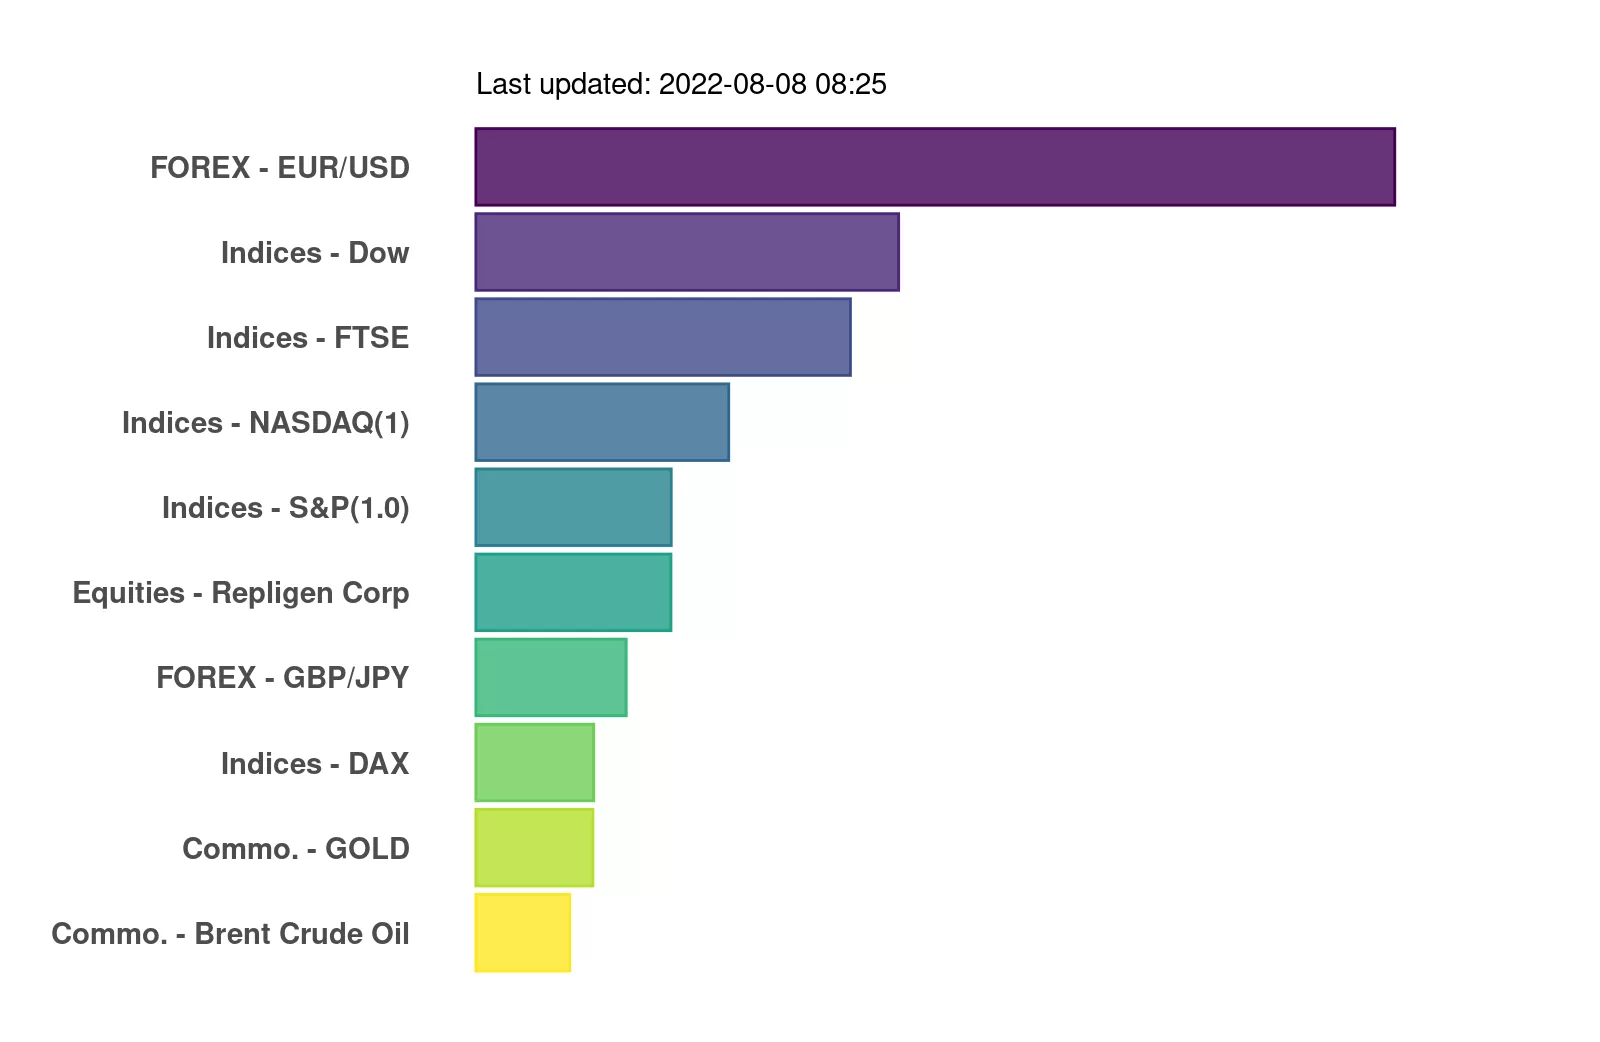 Last updated: 2022-08-08 08:25
FOREX - EUR/USD
Indices - Dow
Indices - FTSE
Indices - NASDAQ(1)
Indices - S&P(1.0)
Equities - Repligen Corp
FOREX - GBP/JPY
Indices - DAX
Commo. - GOLD
Commo. - Brent Crude Oil